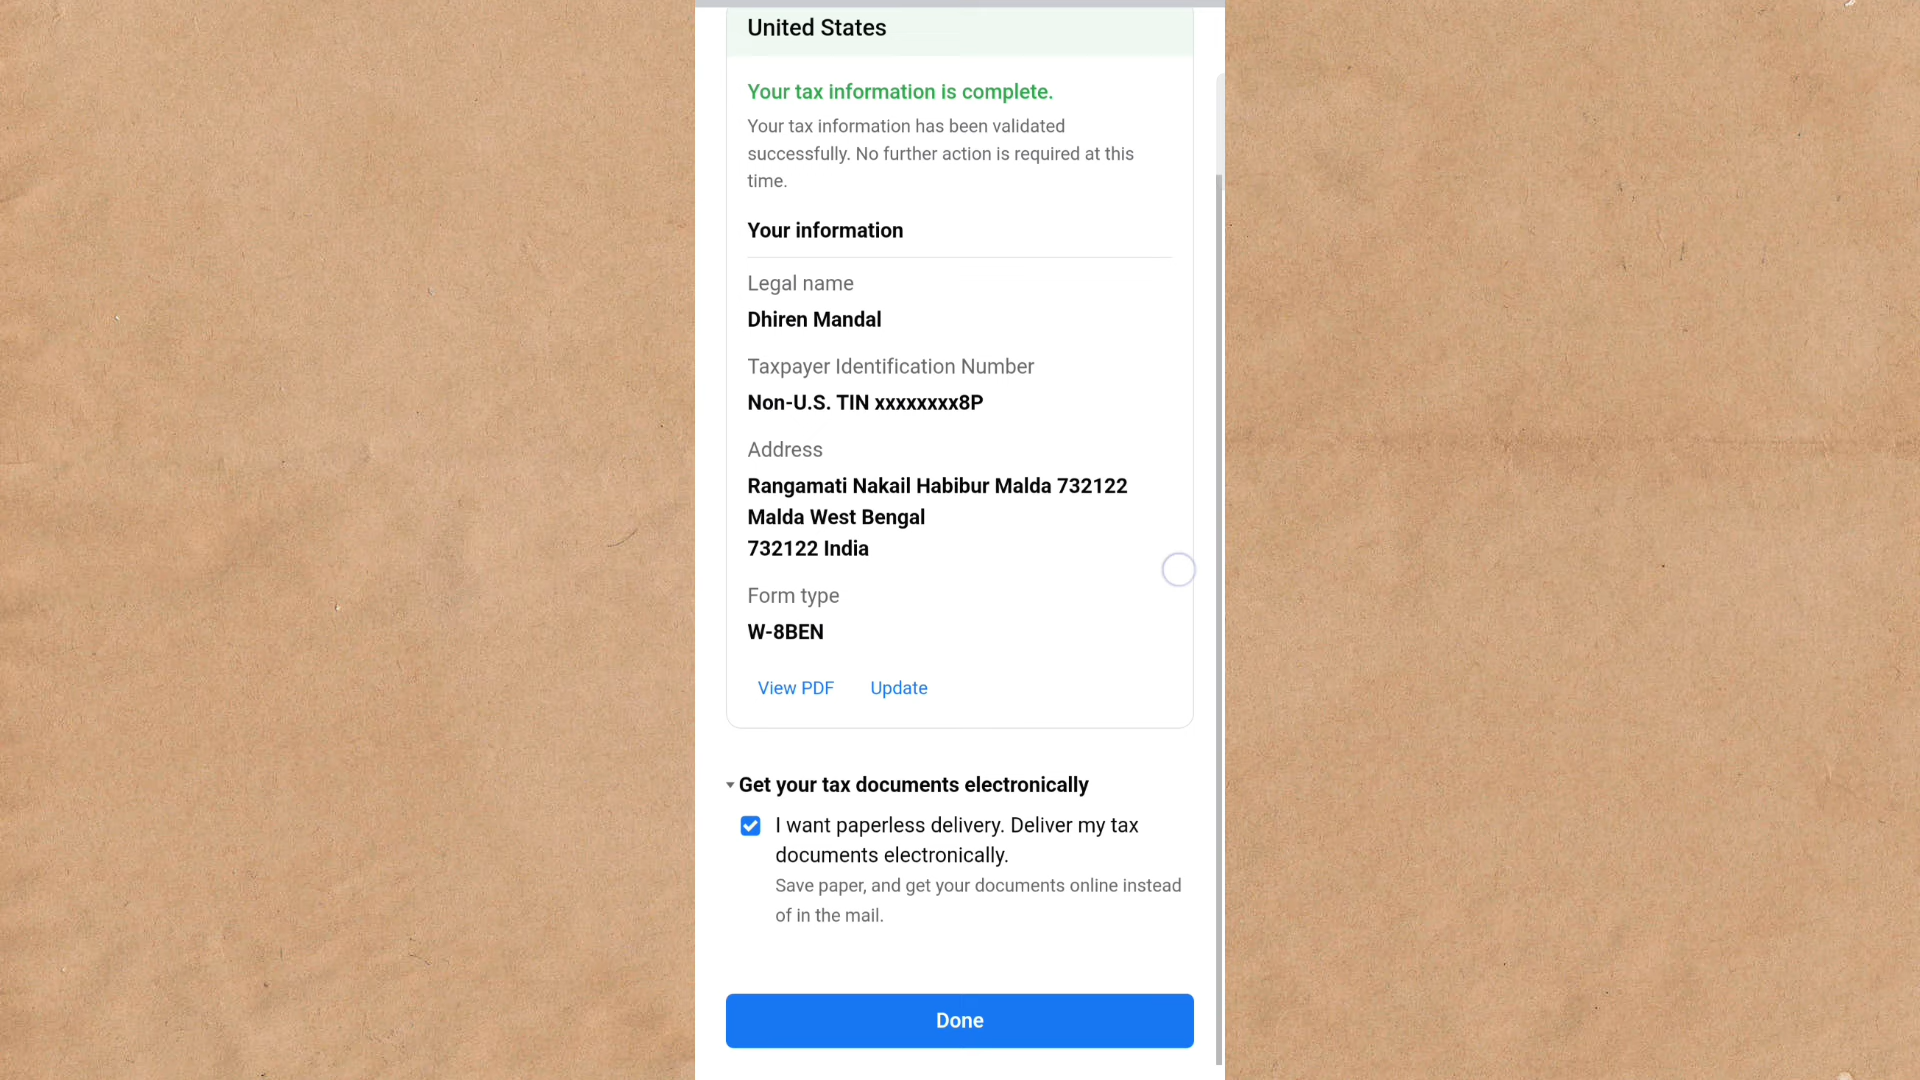 United States
Your tax information is complete.
Your tax information has been validated
successfully. No further action is required at this
time.
Your information
Legal name
Dhiren Mandal
Taxpayer Identification Number
Non-U.S. TIN xxxxxxxx8P
Address
Rangamati Nakail Habibur Malda 732122
Malda West Bengal
732122 India
Form type
W-8BEN
View PDF Update
Get your tax documents electronically
I want paperless delivery. Deliver my tax
documents electronically.
Save paper, and get your documents online instead
of in the mail.
Done